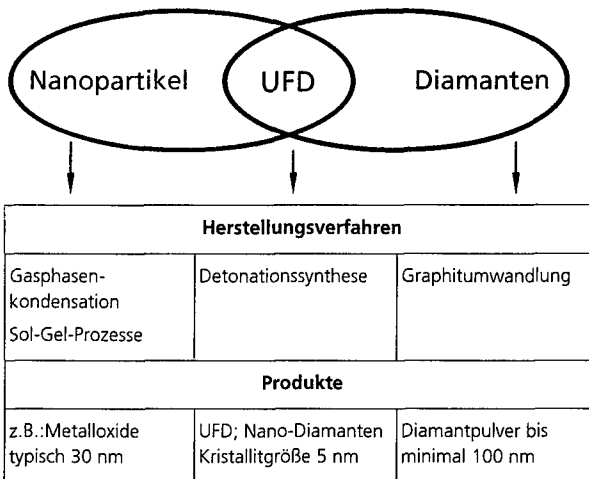 Nanopartikel UFD Diamanten
Herstellungsverfahren
Gasphasen-
kondensation
Sol-Gel-Prozesse
Detonationssynthese
Graphitumwandlung
Produkte
z.B.:Metalloxide
typisch 30 nm
UFD; Nano-Diamanten
Kristallitgröße 5 nm
Diamantpulver bis
minimal 100 nm